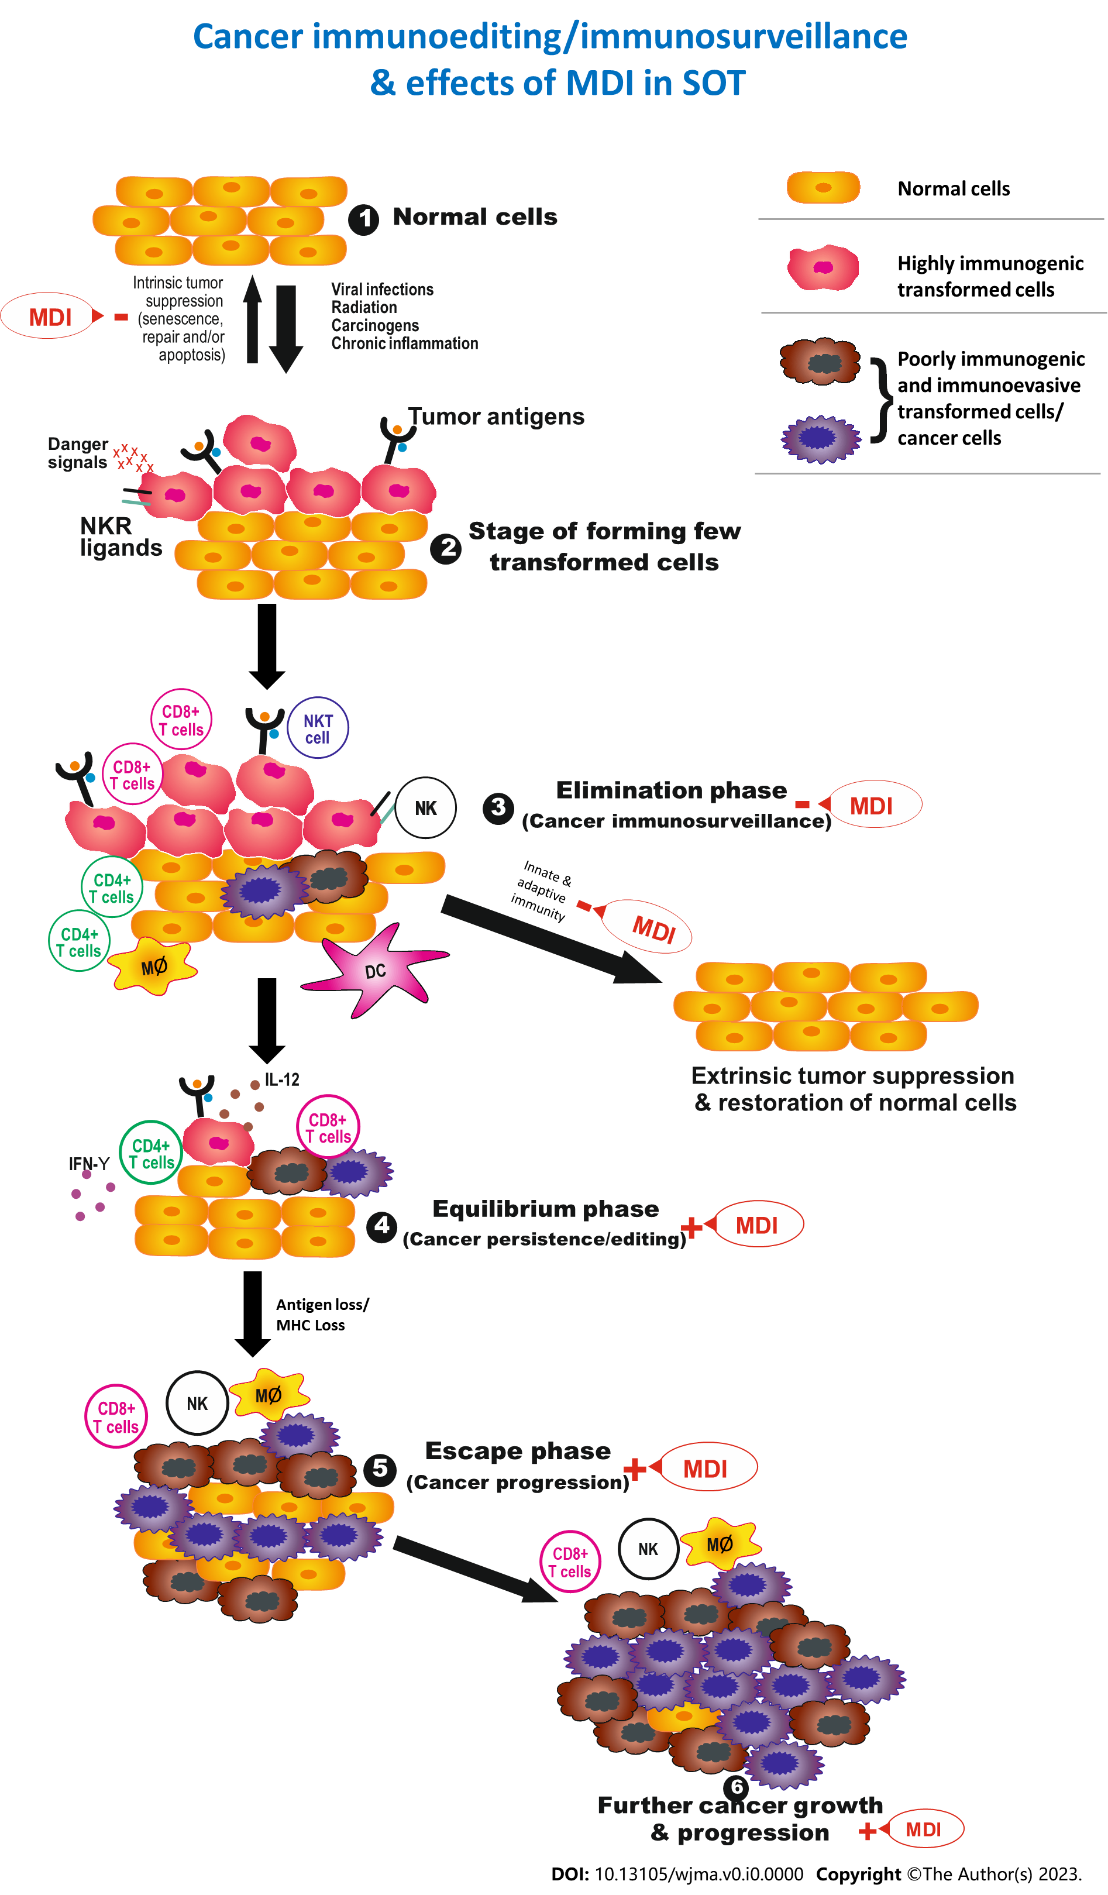 Cancer immunoediting/immunosurveillance
& effects of MDI in SOT
Normal cells
Highly immunogenic
transformed cells
Poorly immunogenic
and immunoevasive
transformed cells/
cancer cells
1 Normal cells
MDI -
Intrinsic tumor
suppression
(senescence,
repair and/or
apoptosis)
Viral infections
Radiation
Carcinogens
Chronic inflammation
Tumor antigens
Danger
signals
x x x x x x x x x
NKR
ligands
2 Stage of forming few
transformed cells
CD8+
T cells
NKT
cell
CD8+
T cells
NK
3 Elimination phase - MDI
(Cancer immunosurveillance)
CD4+
T cells
CD4+
T cells
MØ
DC
Innate &
adaptive
immunity
- MDI
Extrinsic tumor suppression
& restoration of normal cells
IL-12
CD8+
T cells
CD4+
T cells
IFN-Y
4 Equilibrium phase
(Cancer persistence/editing) + MDI
Antigen loss/
MHC Loss
CD8+
T cells
NK
MØ
5 Escape phase
(Cancer progression) + MDI
CD8+
T cells
NK
MØ
6
Further cancer growth
& progression + MDI
DOI: 10.13105/wjma.v0.i0.0000 Copyright ©The Author(s) 2023.